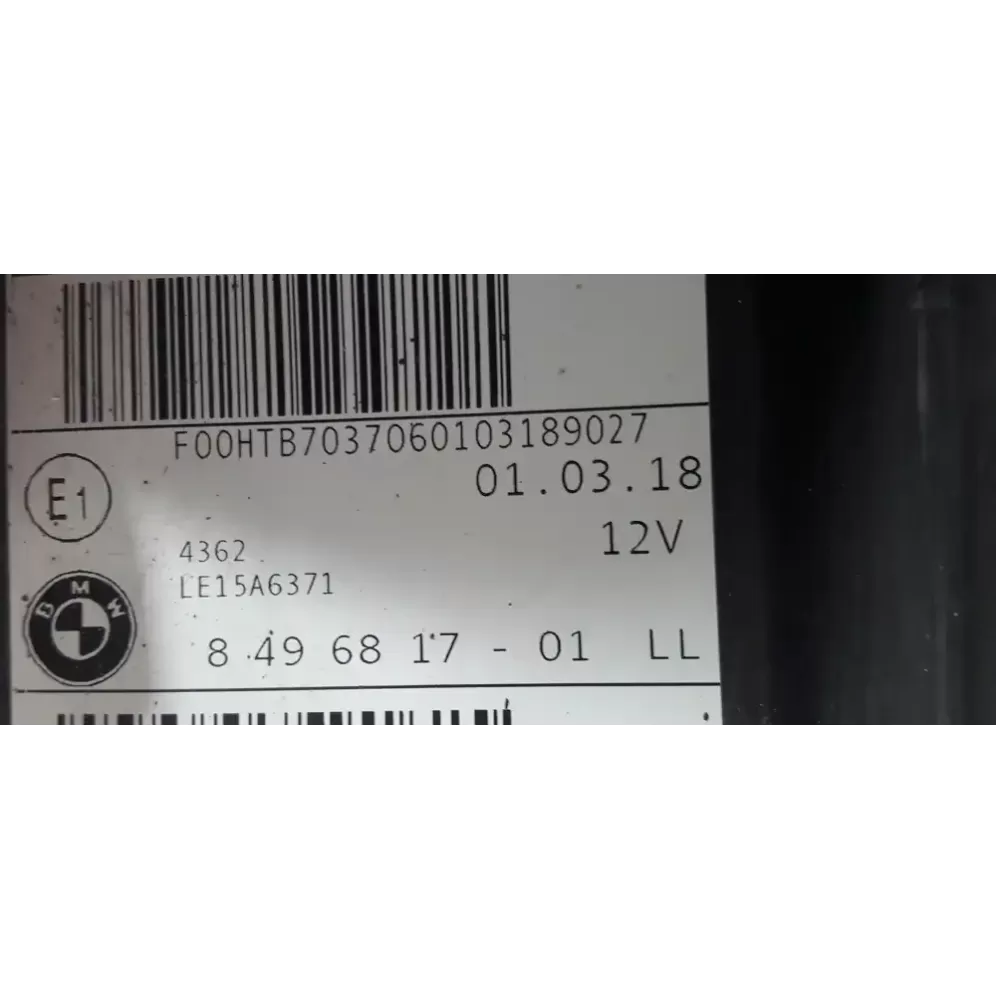 F00HTB7037060103189027
E1
01.03.18
4362
12V
LE15A6371
BMW
8 49 68 17 - 01 LL